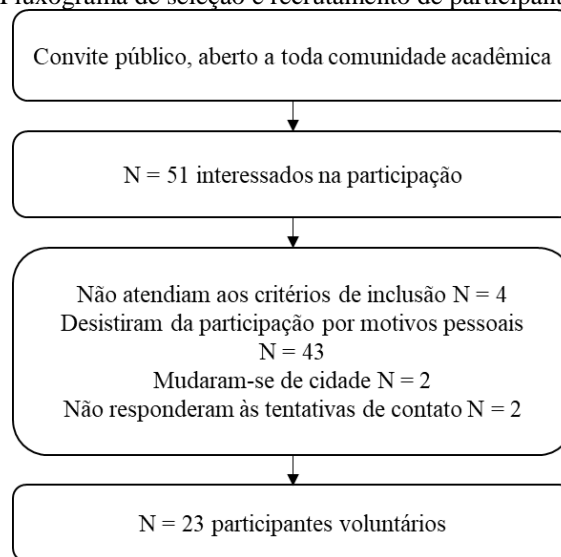 Fluxograma de seleção e recrutamento de
Convite público, aberto a toda comunidade acadêmica
N = 51 interessados na participação
Não atendiam aos critérios de inclusão N = 4
Desistiram da participação por motivos pessoais
N = 43
Mudaram-se de cidade N = 2
Não responderam às tentativas de contato N = 2
N = 23 participantes voluntários